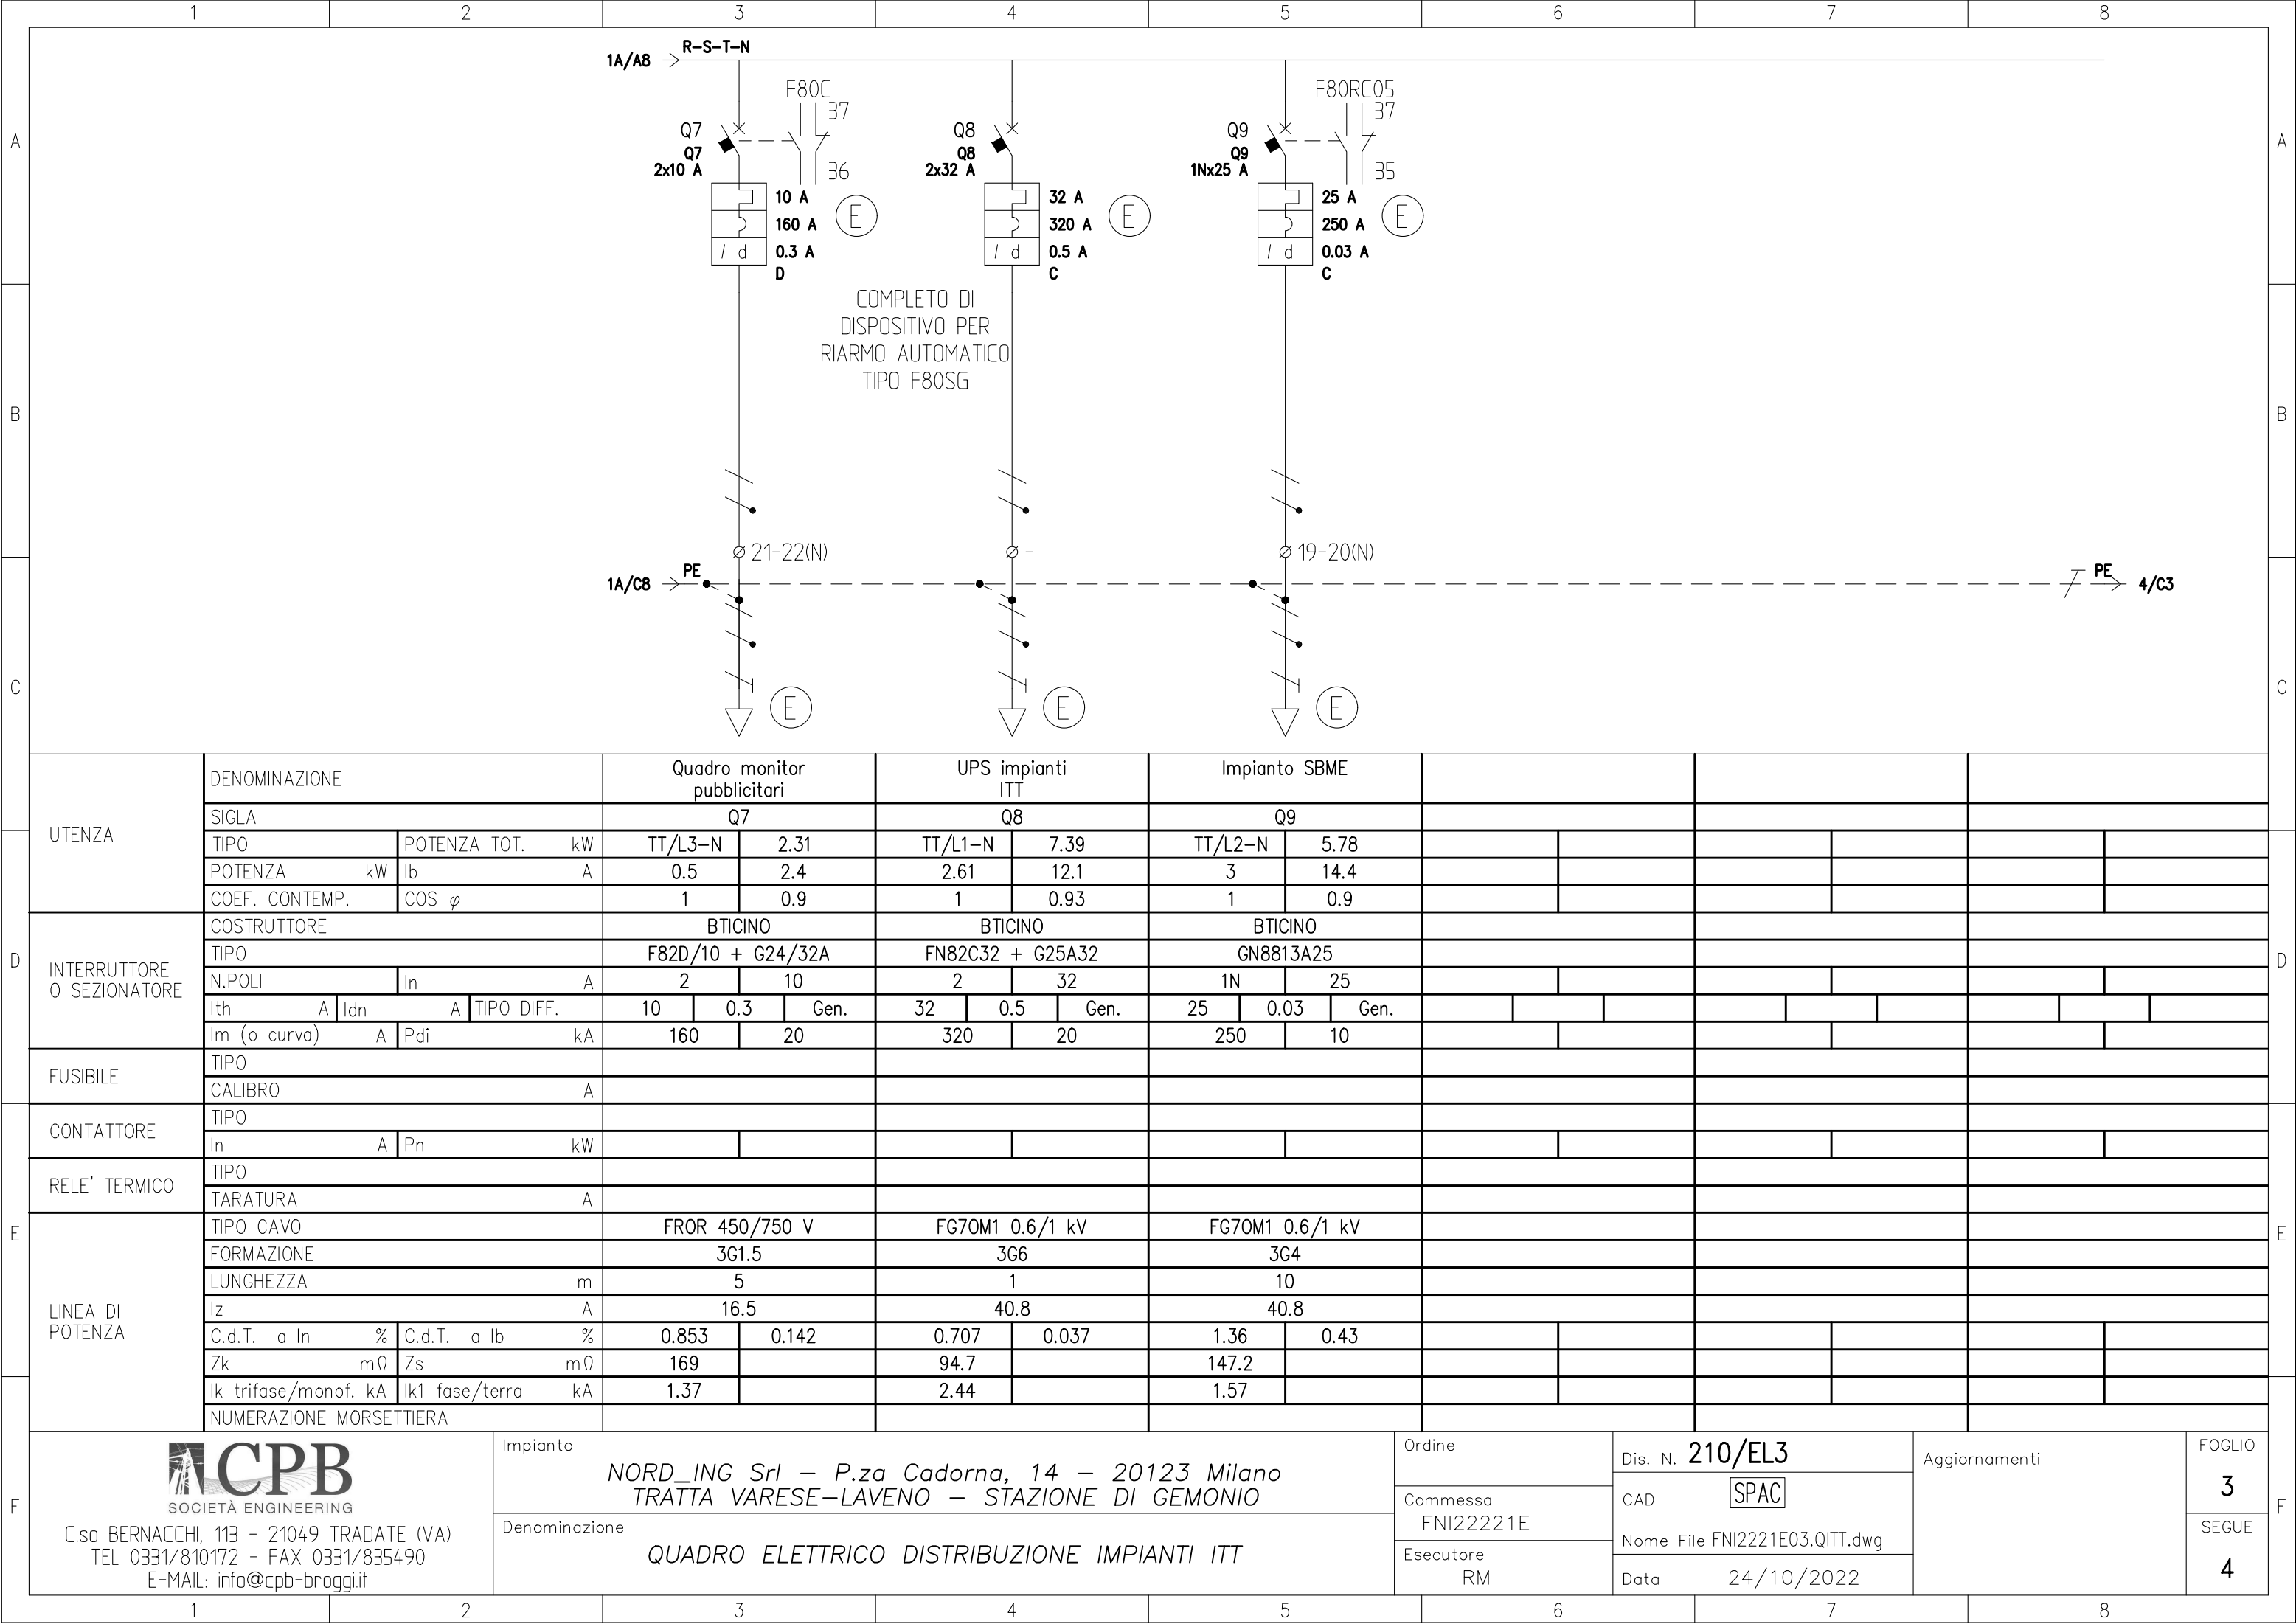 1 2 3 4 5 6 7 8
R-S-T-N
1A/A8
F80C F80RC05
37 37
A A
Q7 Q8 Q9
Q7 Q8 Q9
2x10 A 2x32 A 1Nx25 A
36 35
10 A 32 A 25 A
E E E
160 A 320 A 250 A
I d 0.3 A I d 0.5 A I d 0.03 A
D C C
COMPLETO DI
DISPOSITIVO PER
RIARMO AUTOMATICO
TIPO F80SG
B B
21-22(N) - 19-20(N)
PE PE
1A/C8 4/C3
C C
E E E
UTENZA
DENOMINAZIONE Quadro monitor pubblicitari UPS impianti ITT Impianto SBME
SIGLA Q7 Q8 Q9
TIPO POTENZA TOT. kW TT/L3-N 2.31 TT/L1-N 7.39 TT/L2-N 5.78
POTENZA kW Ib A 0.5 2.4 2.61 12.1 3 14.4
COEF. CONTEMP. COS φ 1 0.9 1 0.93 1 0.9
D D
INTERRUTTORE
O SEZIONATORE
COSTRUTTORE BTICINO BTICINO BTICINO
TIPO F82D/10 + G24/32A FN82C32 + G25A32 GN8813A25
N.POLI In A 2 10 2 32 1N 25
Ith A Idn A TIPO DIFF. 10 0.3 Gen. 32 0.5 Gen. 25 0.03 Gen.
Im (o curva) A Pdi kA 160 20 320 20 250 10
FUSIBILE
TIPO
CALIBRO A
CONTATTORE
TIPO
In A Pn kW
RELE' TERMICO
TIPO
TARATURA A
E E
LINEA DI
POTENZA
TIPO CAVO FROR 450/750 V FG7OM1 0.6/1 kV FG7OM1 0.6/1 kV
FORMAZIONE 3G1.5 3G6 3G4
LUNGHEZZA m 5 1 10
Iz A 16.5 40.8 40.8
C.d.T. a In % C.d.T. a Ib % 0.853 0.142 0.707 0.037 1.36 0.43
Zk mΩ Zs mΩ 169 94.7 147.2
Ik trifase/monof. kA Ik1 fase/terra kA 1.37 2.44 1.57
NUMERAZIONE MORSETTIERA
F F
CPB
SOCIETÀ ENGINEERING
C.so BERNACCHI, 113 - 21049 TRADATE (VA)
TEL 0331/810172 - FAX 0331/835490
E-MAIL: info@cpb-broggi.it
Impianto
NORD_ING Srl - P.za Cadorna, 14 - 20123 Milano
TRATTA VARESE-LAVENO - STAZIONE DI GEMONIO
Denominazione
QUADRO ELETTRICO DISTRIBUZIONE IMPIANTI ITT
Ordine
Commessa
FNI22221E
Esecutore
RM
Dis. N. 210/EL3
CAD SPAC
Nome File FNI2221E03.QITT.dwg
Data 24/10/2022
Aggiornamenti
FOGLIO
3
SEGUE
4
1 2 3 4 5 6 7 8